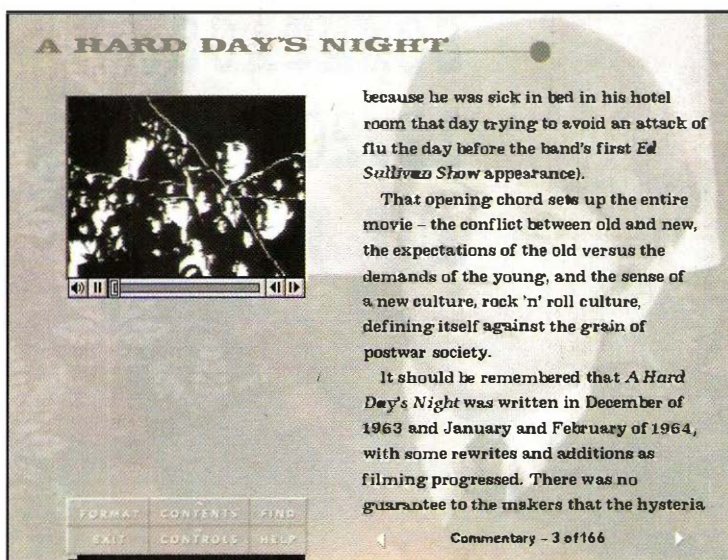 A HARD DAY'S NIGHT
because he was sick in bed in his hotel
room that day trying to avoid an attack of
flu the day before the band's first Ed
Sullivan Show appearance).
That opening chord sets up the entire
movie – the conflict between old and new,
the expectations of the old versus the
demands of the young, and the sense of
a new culture, rock 'n' roll culture,
defining itself against the grain of
postwar society.
It should be remembered that A Hard
Day's Night was written in December of
1963 and January and February of 1964,
with some rewrites and additions as
filming progressed. There was no
guarantee to the makers that the hysteria
FORMAT CONTENTS FIND
EXIT CONTROLS HELP
Commentary – 3 of 166